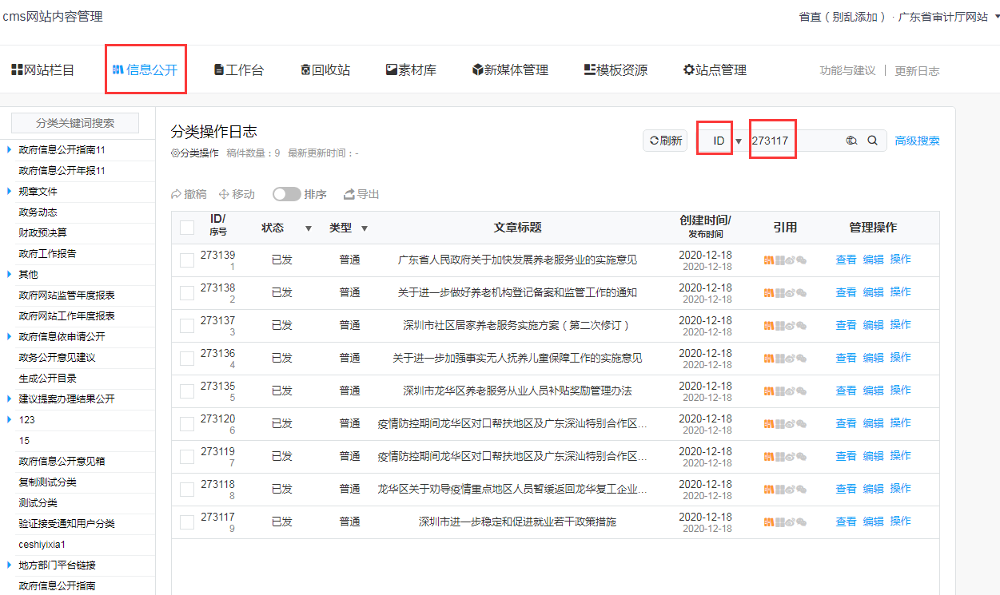 cms网站内容管理
省直（别乱添加）· 广东省审计厅网站
网站栏目 信息公开 工作台 回收站 素材库 新媒体管理 模板资源 站点管理 功能与建议 更新日志
分类关键词搜索
政府信息公开指南11
政府信息公开年报11
规章文件
政务动态
财政预决算
政府工作报告
其他
政府网站监管年度报表
政府网站工作年度报表
政府信息依申请公开
政务公开意见建议
生成公开目录
建议提案办理结果公开
123
15
政府信息公开意见箱
复制测试分类
测试分类
验证接受通知用户分类
ceshiyixia1
地方部门平台链接
政府信息公开指南
分类操作日志
分类操作 稿件数量：9 最新更新时间：-
刷新 ID 273117 高级搜索
撤稿 移动 排序 导出
ID/ 状态 类型 文章标题 创建时间/ 引用 管理操作
序号 发布时间
273139 已发 普通 广东省人民政府关于加快发展养老服务业的实施意见 2020-12-18 查看 编辑 操作
1 2020-12-18
273138 已发 普通 关于进一步做好养老机构登记备案和监管工作的通知 2020-12-18 查看 编辑 操作
2 2020-12-18
273137 已发 普通 深圳市社区居家养老服务实施方案（第二次修订） 2020-12-18 查看 编辑 操作
3 2020-12-18
273136 已发 普通 关于进一步加强事实无人抚养儿童保障工作的实施意见 2020-12-18 查看 编辑 操作
4 2020-12-18
273135 已发 普通 深圳市龙华区养老服务从业人员补贴奖励管理办法 2020-12-18 查看 编辑 操作
5 2020-12-18
273120 已发 普通 疫情防控期间龙华区对口帮扶地区及广东深汕特别合作区... 2020-12-18 查看 编辑 操作
6 2020-12-18
273119 已发 普通 疫情防控期间龙华区对口帮扶地区及广东深汕特别合作区... 2020-12-18 查看 编辑 操作
7 2020-12-18
273118 已发 普通 龙华区关于劝导疫情重点地区人员暂缓返回龙华复工企业... 2020-12-18 查看 编辑 操作
8 2020-12-18
273117 已发 普通 深圳市进一步稳定和促进就业若干政策措施 2020-12-18 查看 编辑 操作
9 2020-12-18